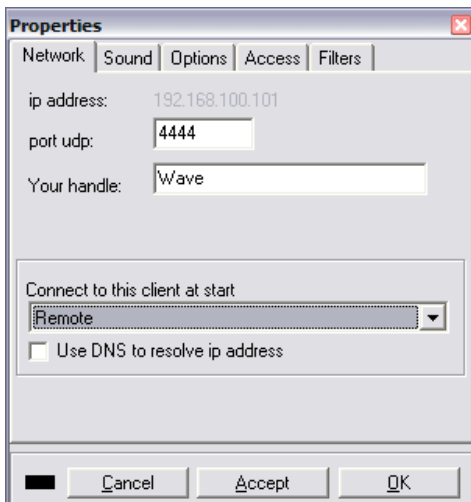 Properties
Network Sound Options Access Filters
ip address: 192.168.100.101
port udp: 4444
Your handle: Wave
Connect to this client at start
Remote
Use DNS to resolve ip address
Cancel Accept OK